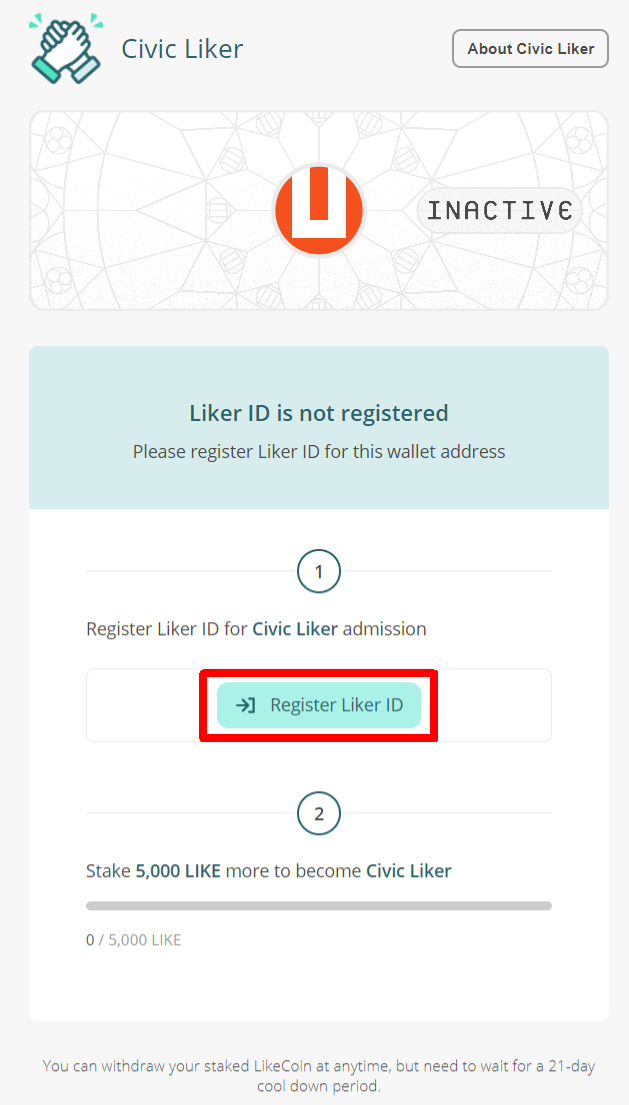 Civic Liker
About Civic Liker
INACTIVE
Liker ID is not registered
Please register Liker ID for this wallet address
1
Register Liker ID for Civic Liker admission
Register Liker ID
2
Stake 5,000 LIKE more to become Civic Liker
0 / 5,000 LIKE
You can withdraw your staked LikeCoin at anytime, but need to wait for a 21-day
cool down period.